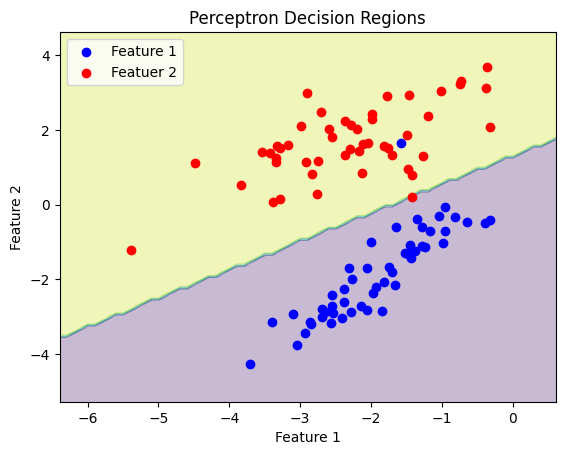 Perceptron Decision Regions
Feature 1
Featuer 2
4
2
0
−2
−4
Feature 2
−6
−5
−4
−3
−2
−1
0
Feature 1